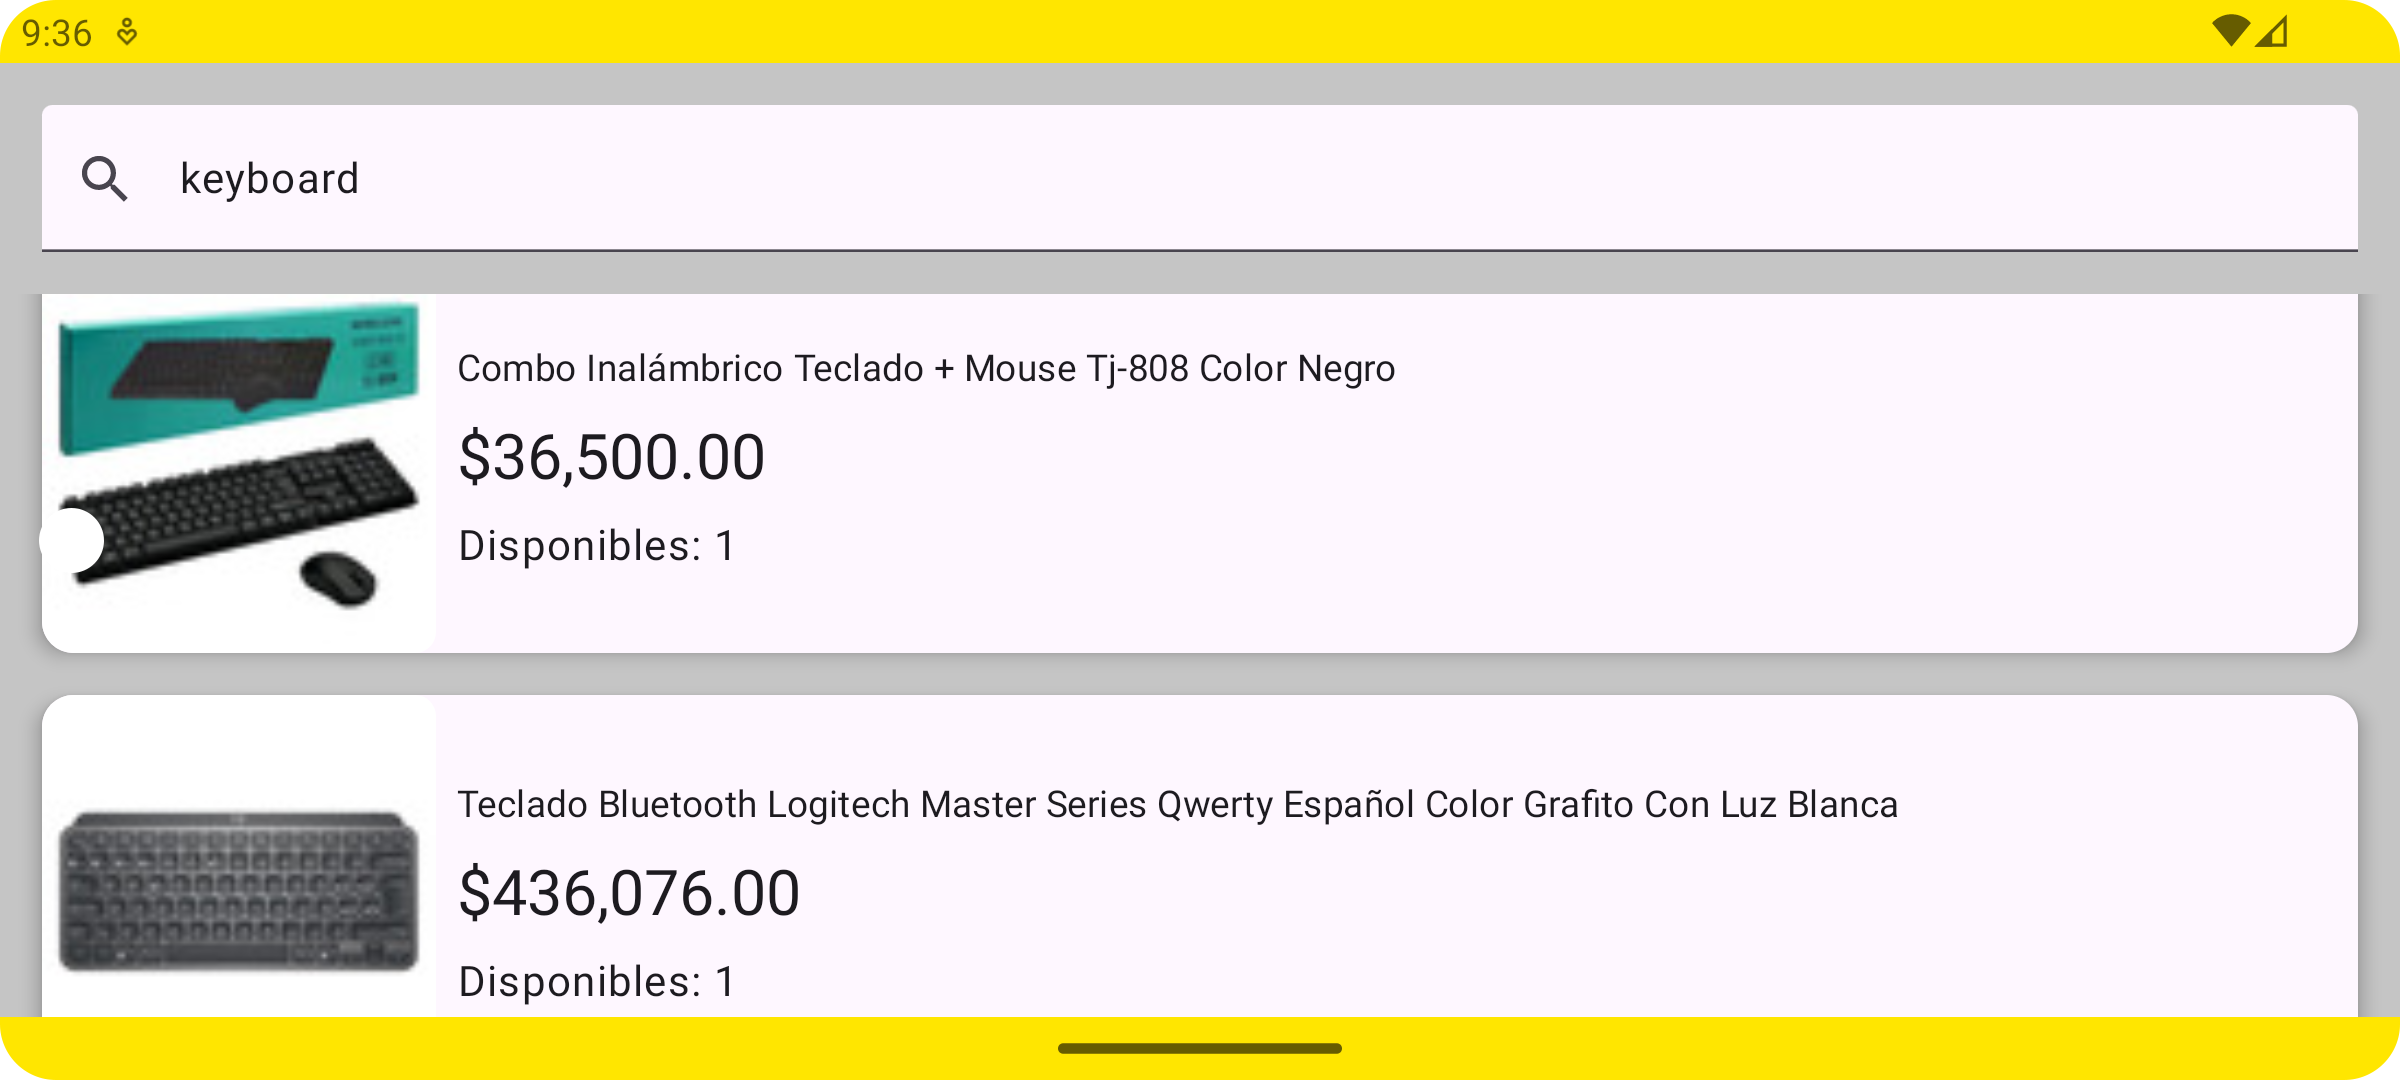 9:36
keyboard
Combo Inalámbrico Teclado + Mouse Tj-808 Color Negro
$36,500.00
Disponibles: 1
Teclado Bluetooth Logitech Master Series Qwerty Español Color Grafito Con Luz Blanca
$436,076.00
Disponibles: 1